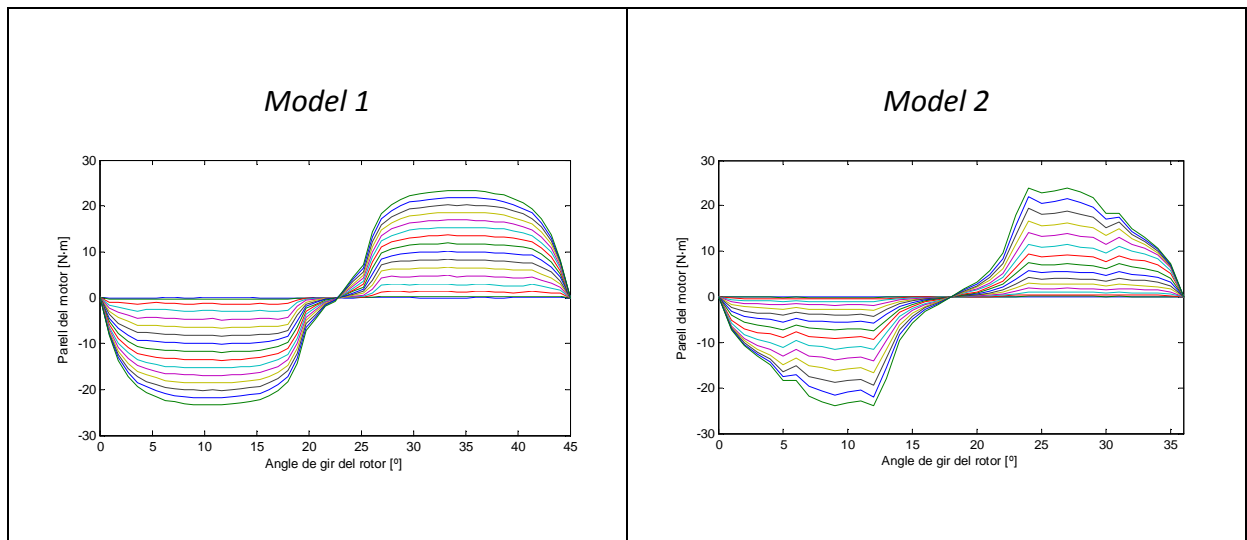 Model 1
30
20
10
0
-10
-20
-30
Parell del motor [N·m]
0 5 10 15 20 25 30 35 40 45
Angle de gir del rotor [º]
Model 2
30
20
10
0
-10
-20
-30
Parell del motor [N·m]
0 5 10 15 20 25 30 35
Angle de gir del rotor [º]